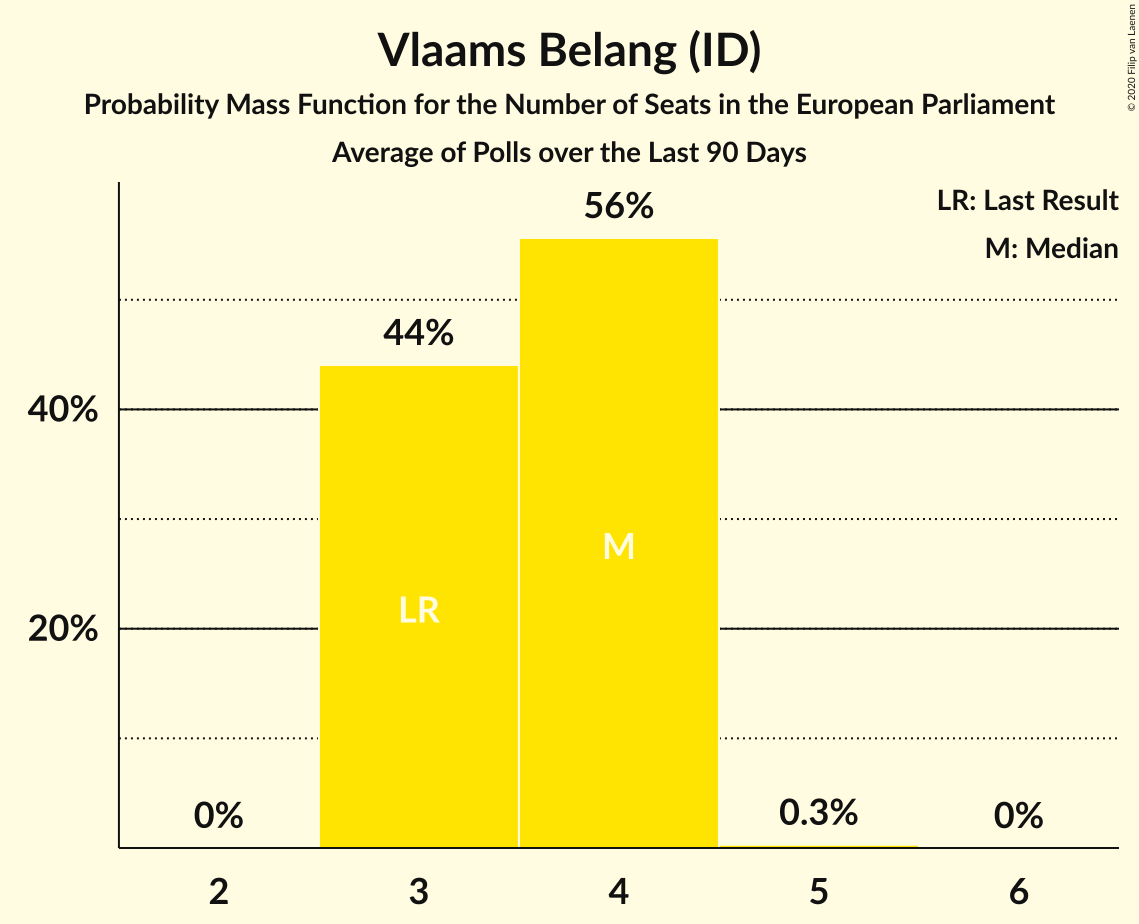 Vlaams Belang (ID)
Probability Mass Function for the Number of Seats in the European Parliament
Average of Polls over the Last 90 Days
© 2020 Filip van Laenen
LR: Last Result
M: Median
56%
44%
40%
20%
M
LR
0%
0.3%
0%
2 3 4 5 6